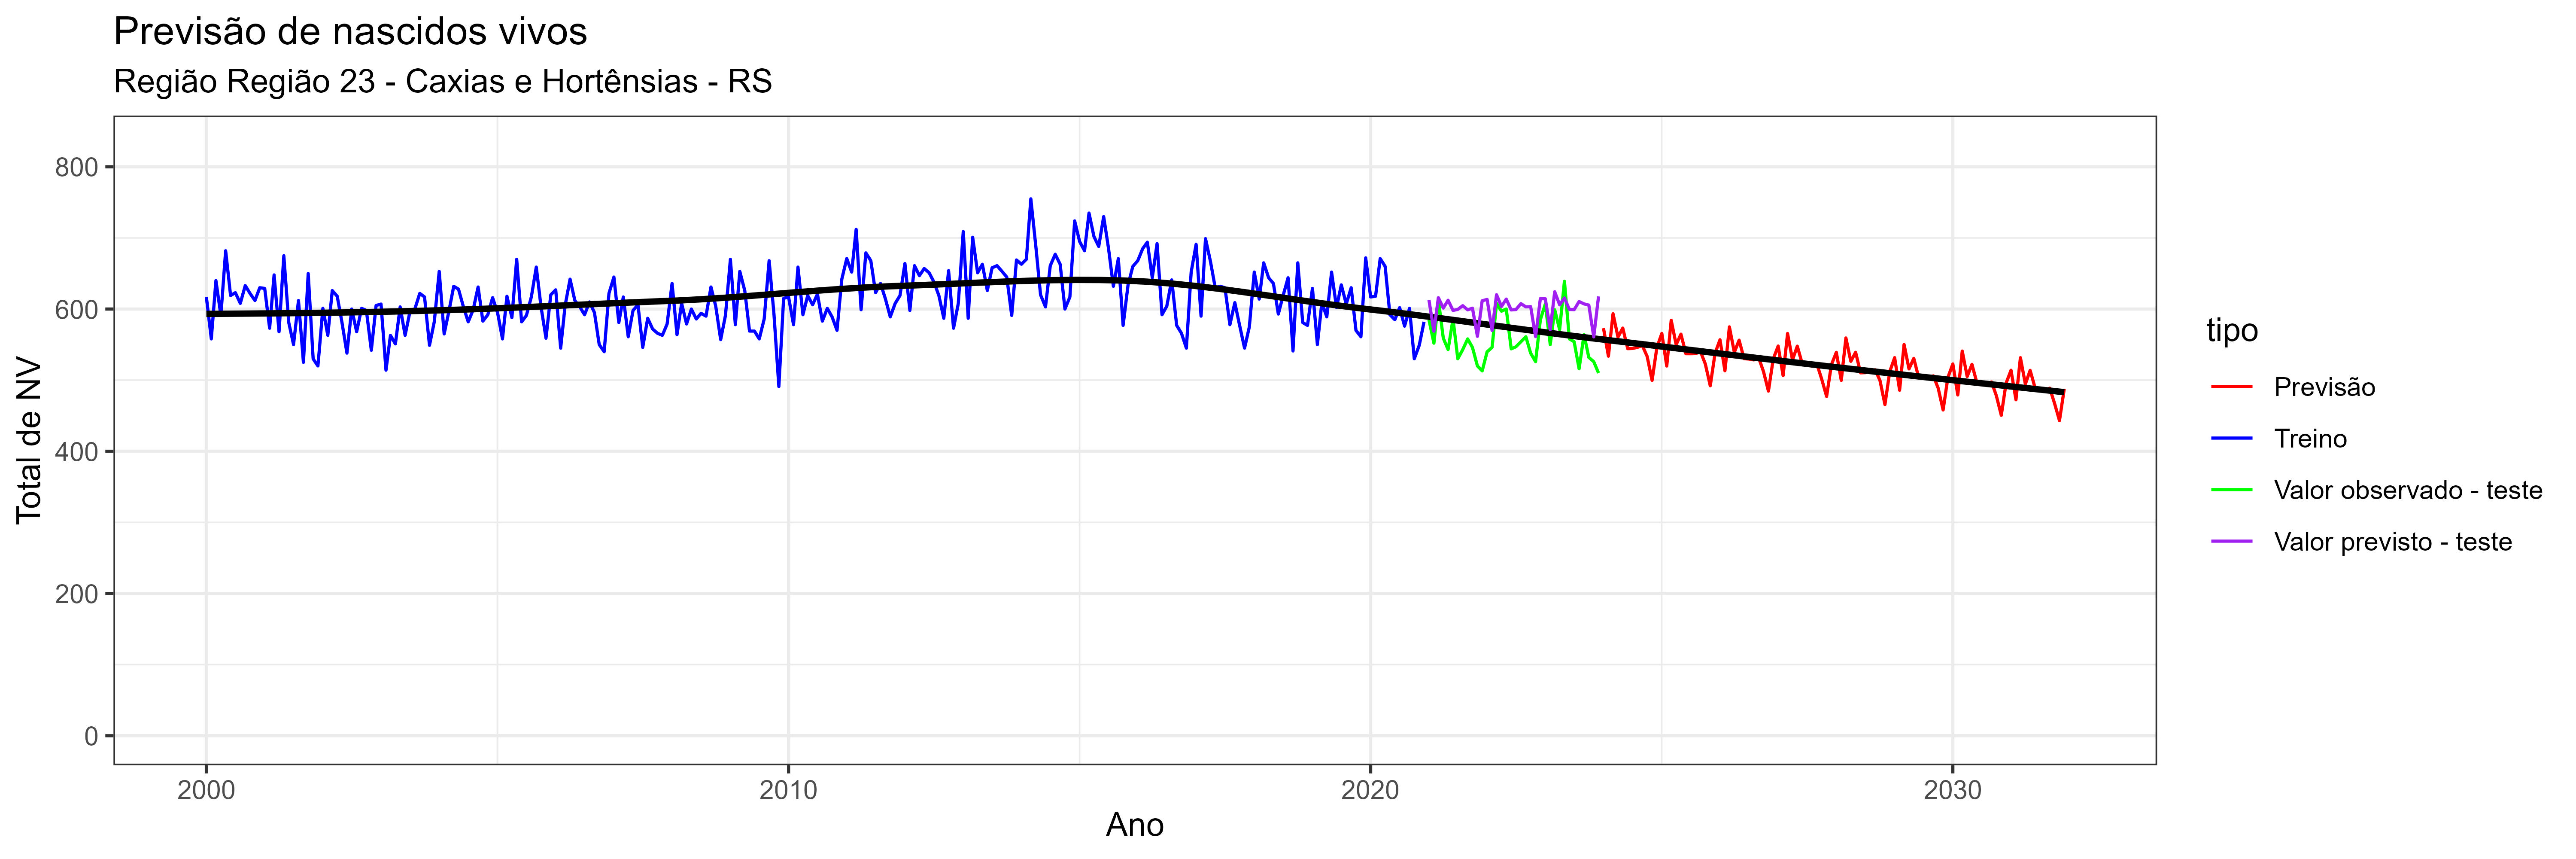 Previsão de nascidos vivos
Região Região 23 - Caxias e Hortênsias - RS
Total de NV
800
600
400
200
0
2000
2010
2020
2030
Ano
tipo
Previsão
Treino
Valor observado - teste
Valor previsto - teste